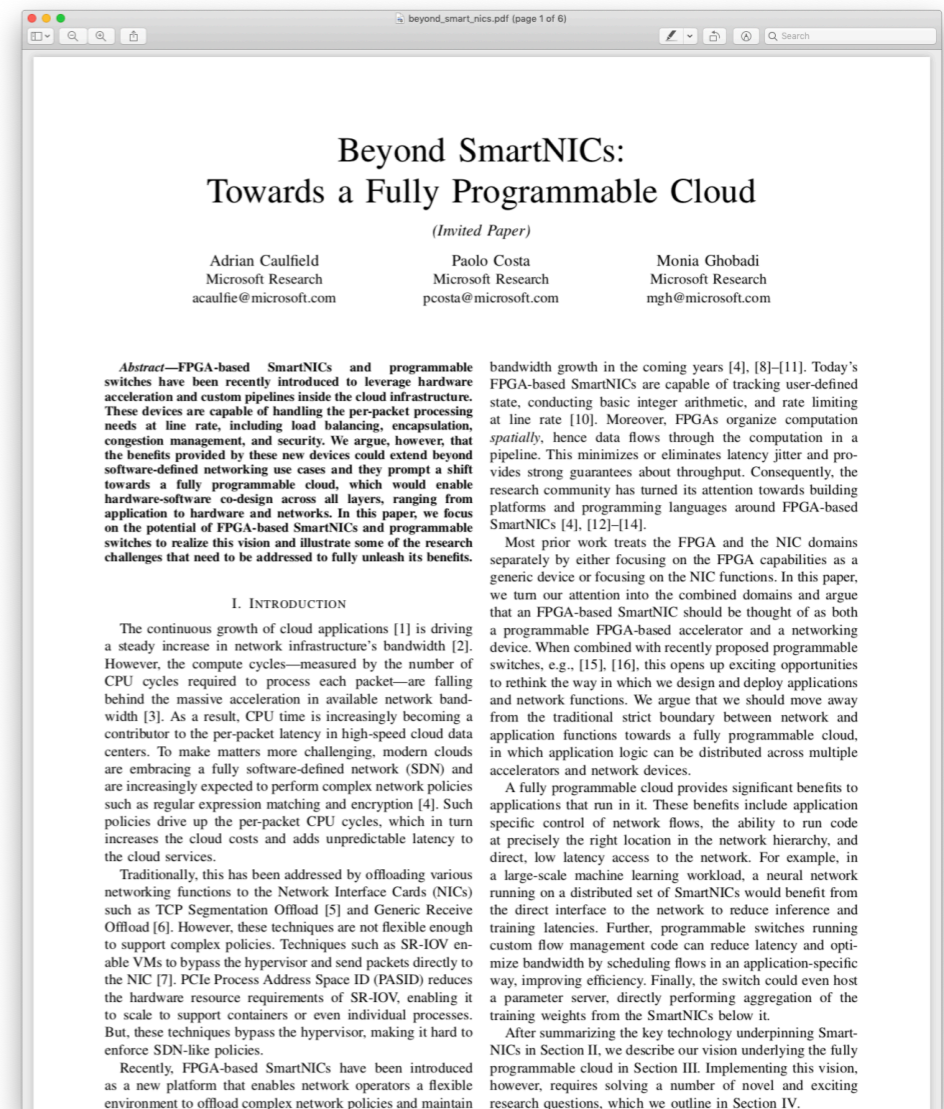 beyond_smart_nics.pdf (page 1 of 6)
Search
Beyond SmartNICs:
Towards a Fully Programmable Cloud
(Invited Paper)
Adrian Caulfield
Microsoft Research
acaulfie@microsoft.com
Paolo Costa
Microsoft Research
pcosta@microsoft.com
Monia Ghobadi
Microsoft Research
mgh@microsoft.com
Abstract—FPGA-based SmartNICs and programmable
switches have been recently introduced to leverage hardware
acceleration and custom pipelines inside the cloud infrastructure.
These devices are capable of handling the per-packet processing
needs at line rate, including load balancing, encapsulation,
congestion management, and security. We argue, however, that
the benefits provided by these new devices could extend beyond
software-defined networking use cases and they prompt a shift
towards a fully programmable cloud, which would enable
hardware-software co-design across all layers, ranging from
application to hardware and networks. In this paper, we focus
on the potential of FPGA-based SmartNICs and programmable
switches to realize this vision and illustrate some of the research
challenges that need to be addressed to fully unleash its benefits.
I. INTRODUCTION
The continuous growth of cloud applications [1] is driving
a steady increase in network infrastructure's bandwidth [2].
However, the compute cycles—measured by the number of
CPU cycles required to process each packet—are falling
behind the massive acceleration in available network band-
width [3]. As a result, CPU time is increasingly becoming a
contributor to the per-packet latency in high-speed cloud data
centers. To make matters more challenging, modern clouds
are embracing a fully software-defined network (SDN) and
are increasingly expected to perform complex network policies
such as regular expression matching and encryption [4]. Such
policies drive up the per-packet CPU cycles, which in turn
increases the cloud costs and adds unpredictable latency to
the cloud services.
Traditionally, this has been addressed by offloading various
networking functions to the Network Interface Cards (NICs)
such as TCP Segmentation Offload [5] and Generic Receive
Offload [6]. However, these techniques are not flexible enough
to support complex policies. Techniques such as SR-IOV en-
able VMs to bypass the hypervisor and send packets directly to
the NIC [7]. PCIe Process Address Space ID (PASID) reduces
the hardware resource requirements of SR-IOV, enabling it
to scale to support containers or even individual processes.
But, these techniques bypass the hypervisor, making it hard to
enforce SDN-like policies.
Recently, FPGA-based SmartNICs have been introduced
as a new platform that enables network operators a flexible
environment to offload complex network policies and maintain
bandwidth growth in the coming years [4], [8]–[11]. Today's
FPGA-based SmartNICs are capable of tracking user-defined
state, conducting basic integer arithmetic, and rate limiting
at line rate [10]. Moreover, FPGAs organize computation
spatially, hence data flows through the computation in a
pipeline. This minimizes or eliminates latency jitter and pro-
vides strong guarantees about throughput. Consequently, the
research community has turned its attention towards building
platforms and programming languages around FPGA-based
SmartNICs [4], [12]–[14].
Most prior work treats the FPGA and the NIC domains
separately by either focusing on the FPGA capabilities as a
generic device or focusing on the NIC functions. In this paper,
we turn our attention into the combined domains and argue
that an FPGA-based SmartNIC should be thought of as both
a programmable FPGA-based accelerator and a networking
device. When combined with recently proposed programmable
switches, e.g., [15], [16], this opens up exciting opportunities
to rethink the way in which we design and deploy applications
and network functions. We argue that we should move away
from the traditional strict boundary between network and
application functions towards a fully programmable cloud,
in which application logic can be distributed across multiple
accelerators and network devices.
A fully programmable cloud provides significant benefits to
applications that run in it. These benefits include application
specific control of network flows, the ability to run code
at precisely the right location in the network hierarchy, and
direct, low latency access to the network. For example, in
a large-scale machine learning workload, a neural network
running on a distributed set of SmartNICs would benefit from
the direct interface to the network to reduce inference and
training latencies. Further, programmable switches running
custom flow management code can reduce latency and opti-
mize bandwidth by scheduling flows in an application-specific
way, improving efficiency. Finally, the switch could even host
a parameter server, directly performing aggregation of the
training weights from the SmartNICs below it.
After summarizing the key technology underpinning Smart-
NICs in Section II, we describe our vision underlying the fully
programmable cloud in Section III. Implementing this vision,
however, requires solving a number of novel and exciting
research questions, which we outline in Section IV.